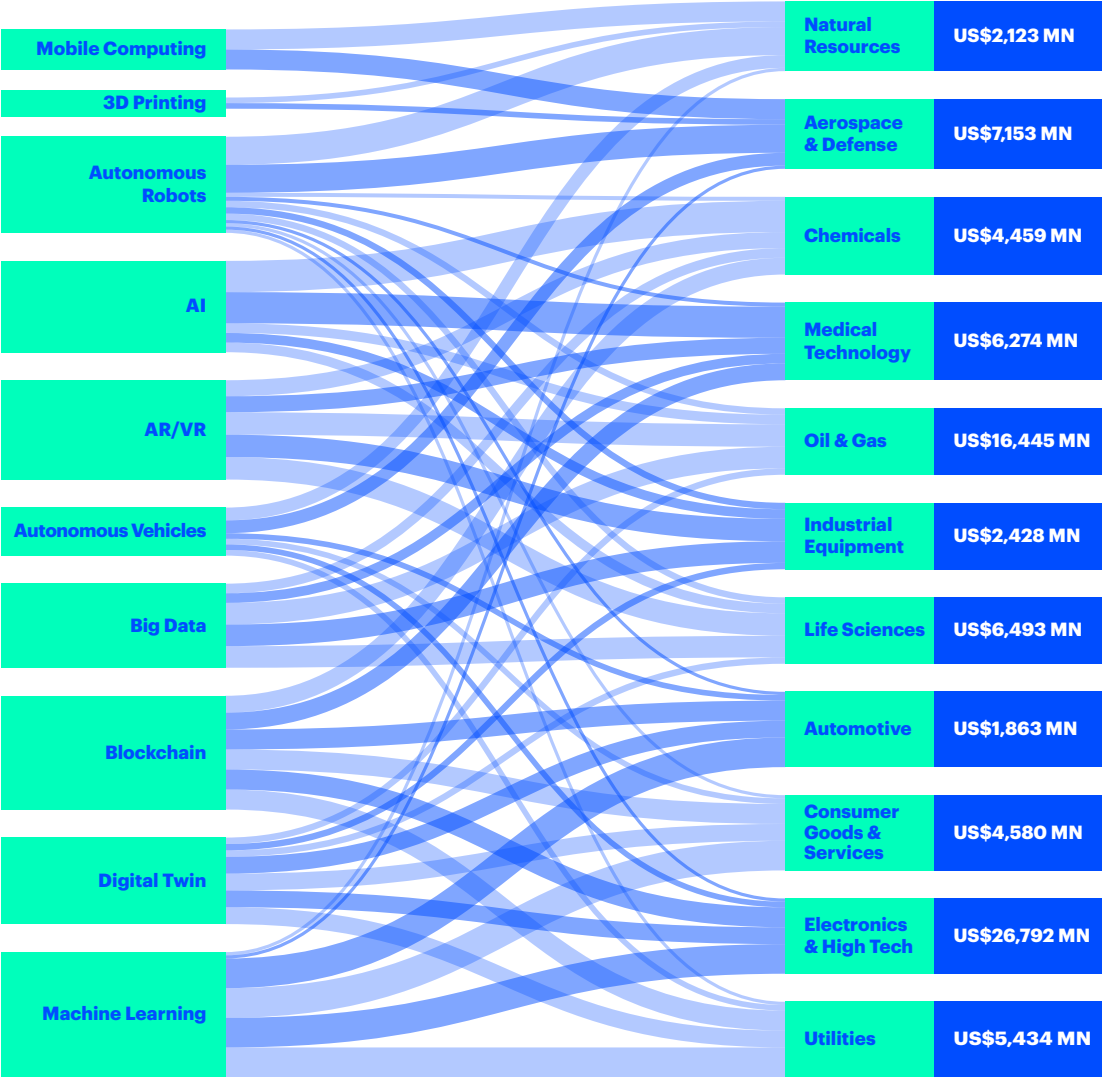 Mobile Computing
3D Printing
Autonomous
Robots
AI
AR/VR
Autonomous Vehicles
Big Data
Blockchain
Digital Twin
Machine Learning
Natural
Resources
US$2,123 MN
Aerospace
& Defense
US$7,153 MN
Chemicals
US$4,459 MN
Medical
Technology
US$6,274 MN
Oil & Gas
US$16,445 MN
Industrial
Equipment
US$2,428 MN
Life Sciences
US$6,493 MN
Automotive
US$1,863 MN
Consumer
Goods &
Services
US$4,580 MN
Electronics
& High Tech
US$26,792 MN
Utilities
US$5,434 MN